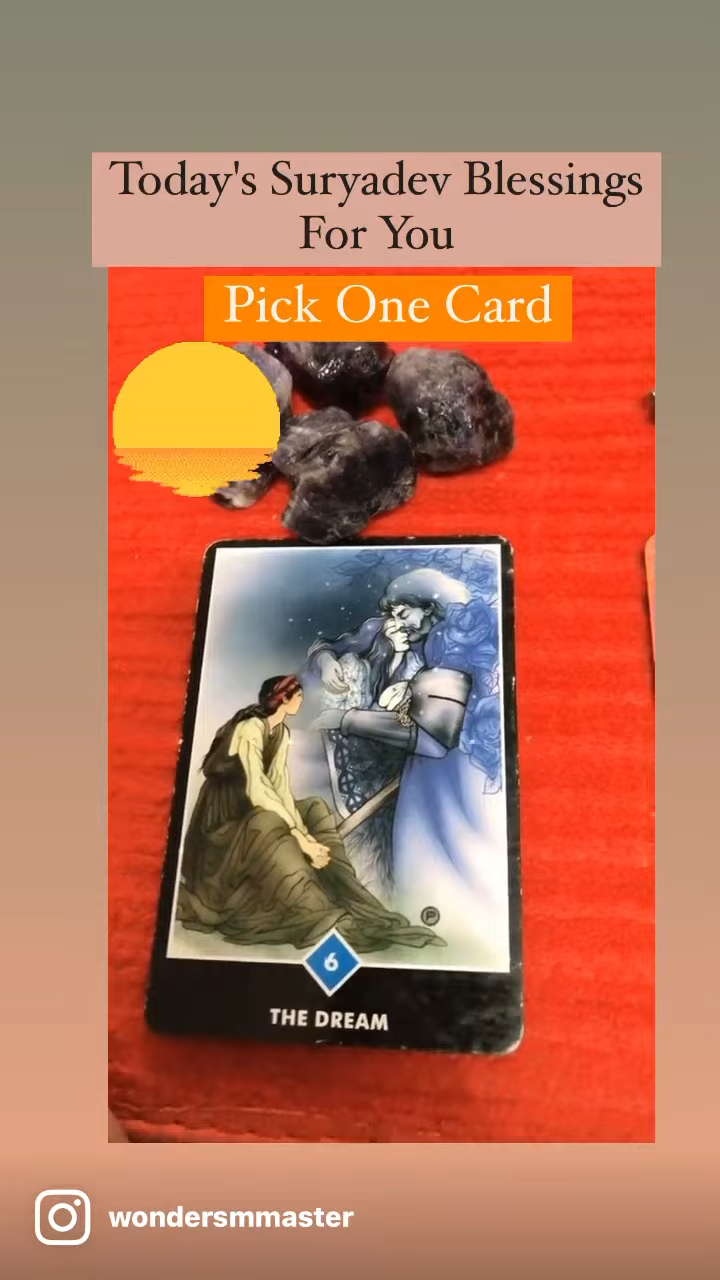 Today's Suryadev Blessings
For You
Pick One Card
6
THE DREAM
wondersmmaster